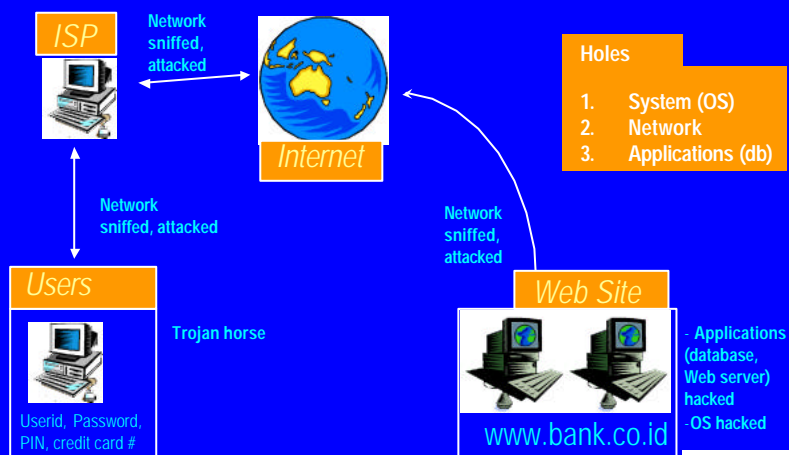 ISP
Network
sniffed,
attacked
Internet
Holes
1. System (OS)
2. Network
3. Applications (db)
Network
sniffed, attacked
Network
sniffed,
attacked
Users
Trojan horse
Userid, Password,
PIN, credit card #
Web Site
www.bank.co.id
- Applications
(database,
Web server)
hacked
-OS hacked